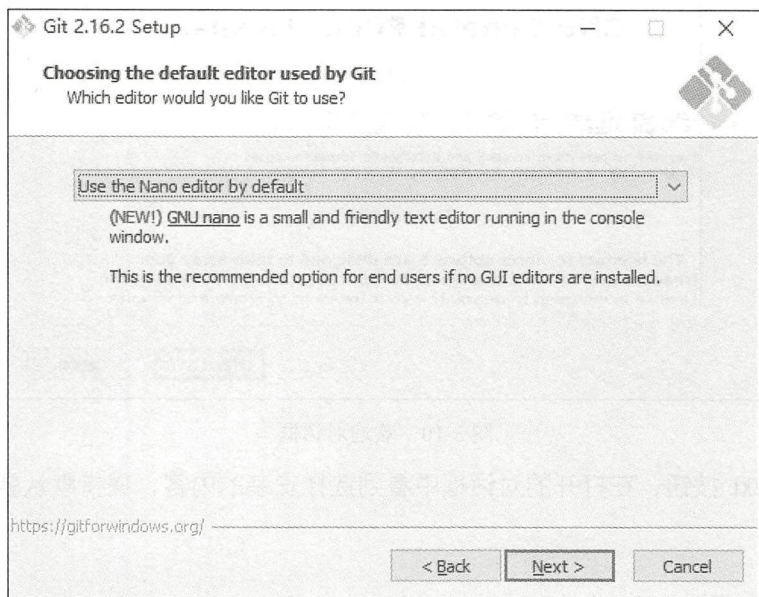 Git 2.16.2 Setup
Choosing the default editor used by Git
Which editor would you like Git to use?
Use the Nano editor by default
(NEW!) GNU nano is a small and friendly text editor running in the console
window.
This is the recommended option for end users if no GUI editors are installed.
https://gitforwindows.org/
< Back
Next >
Cancel